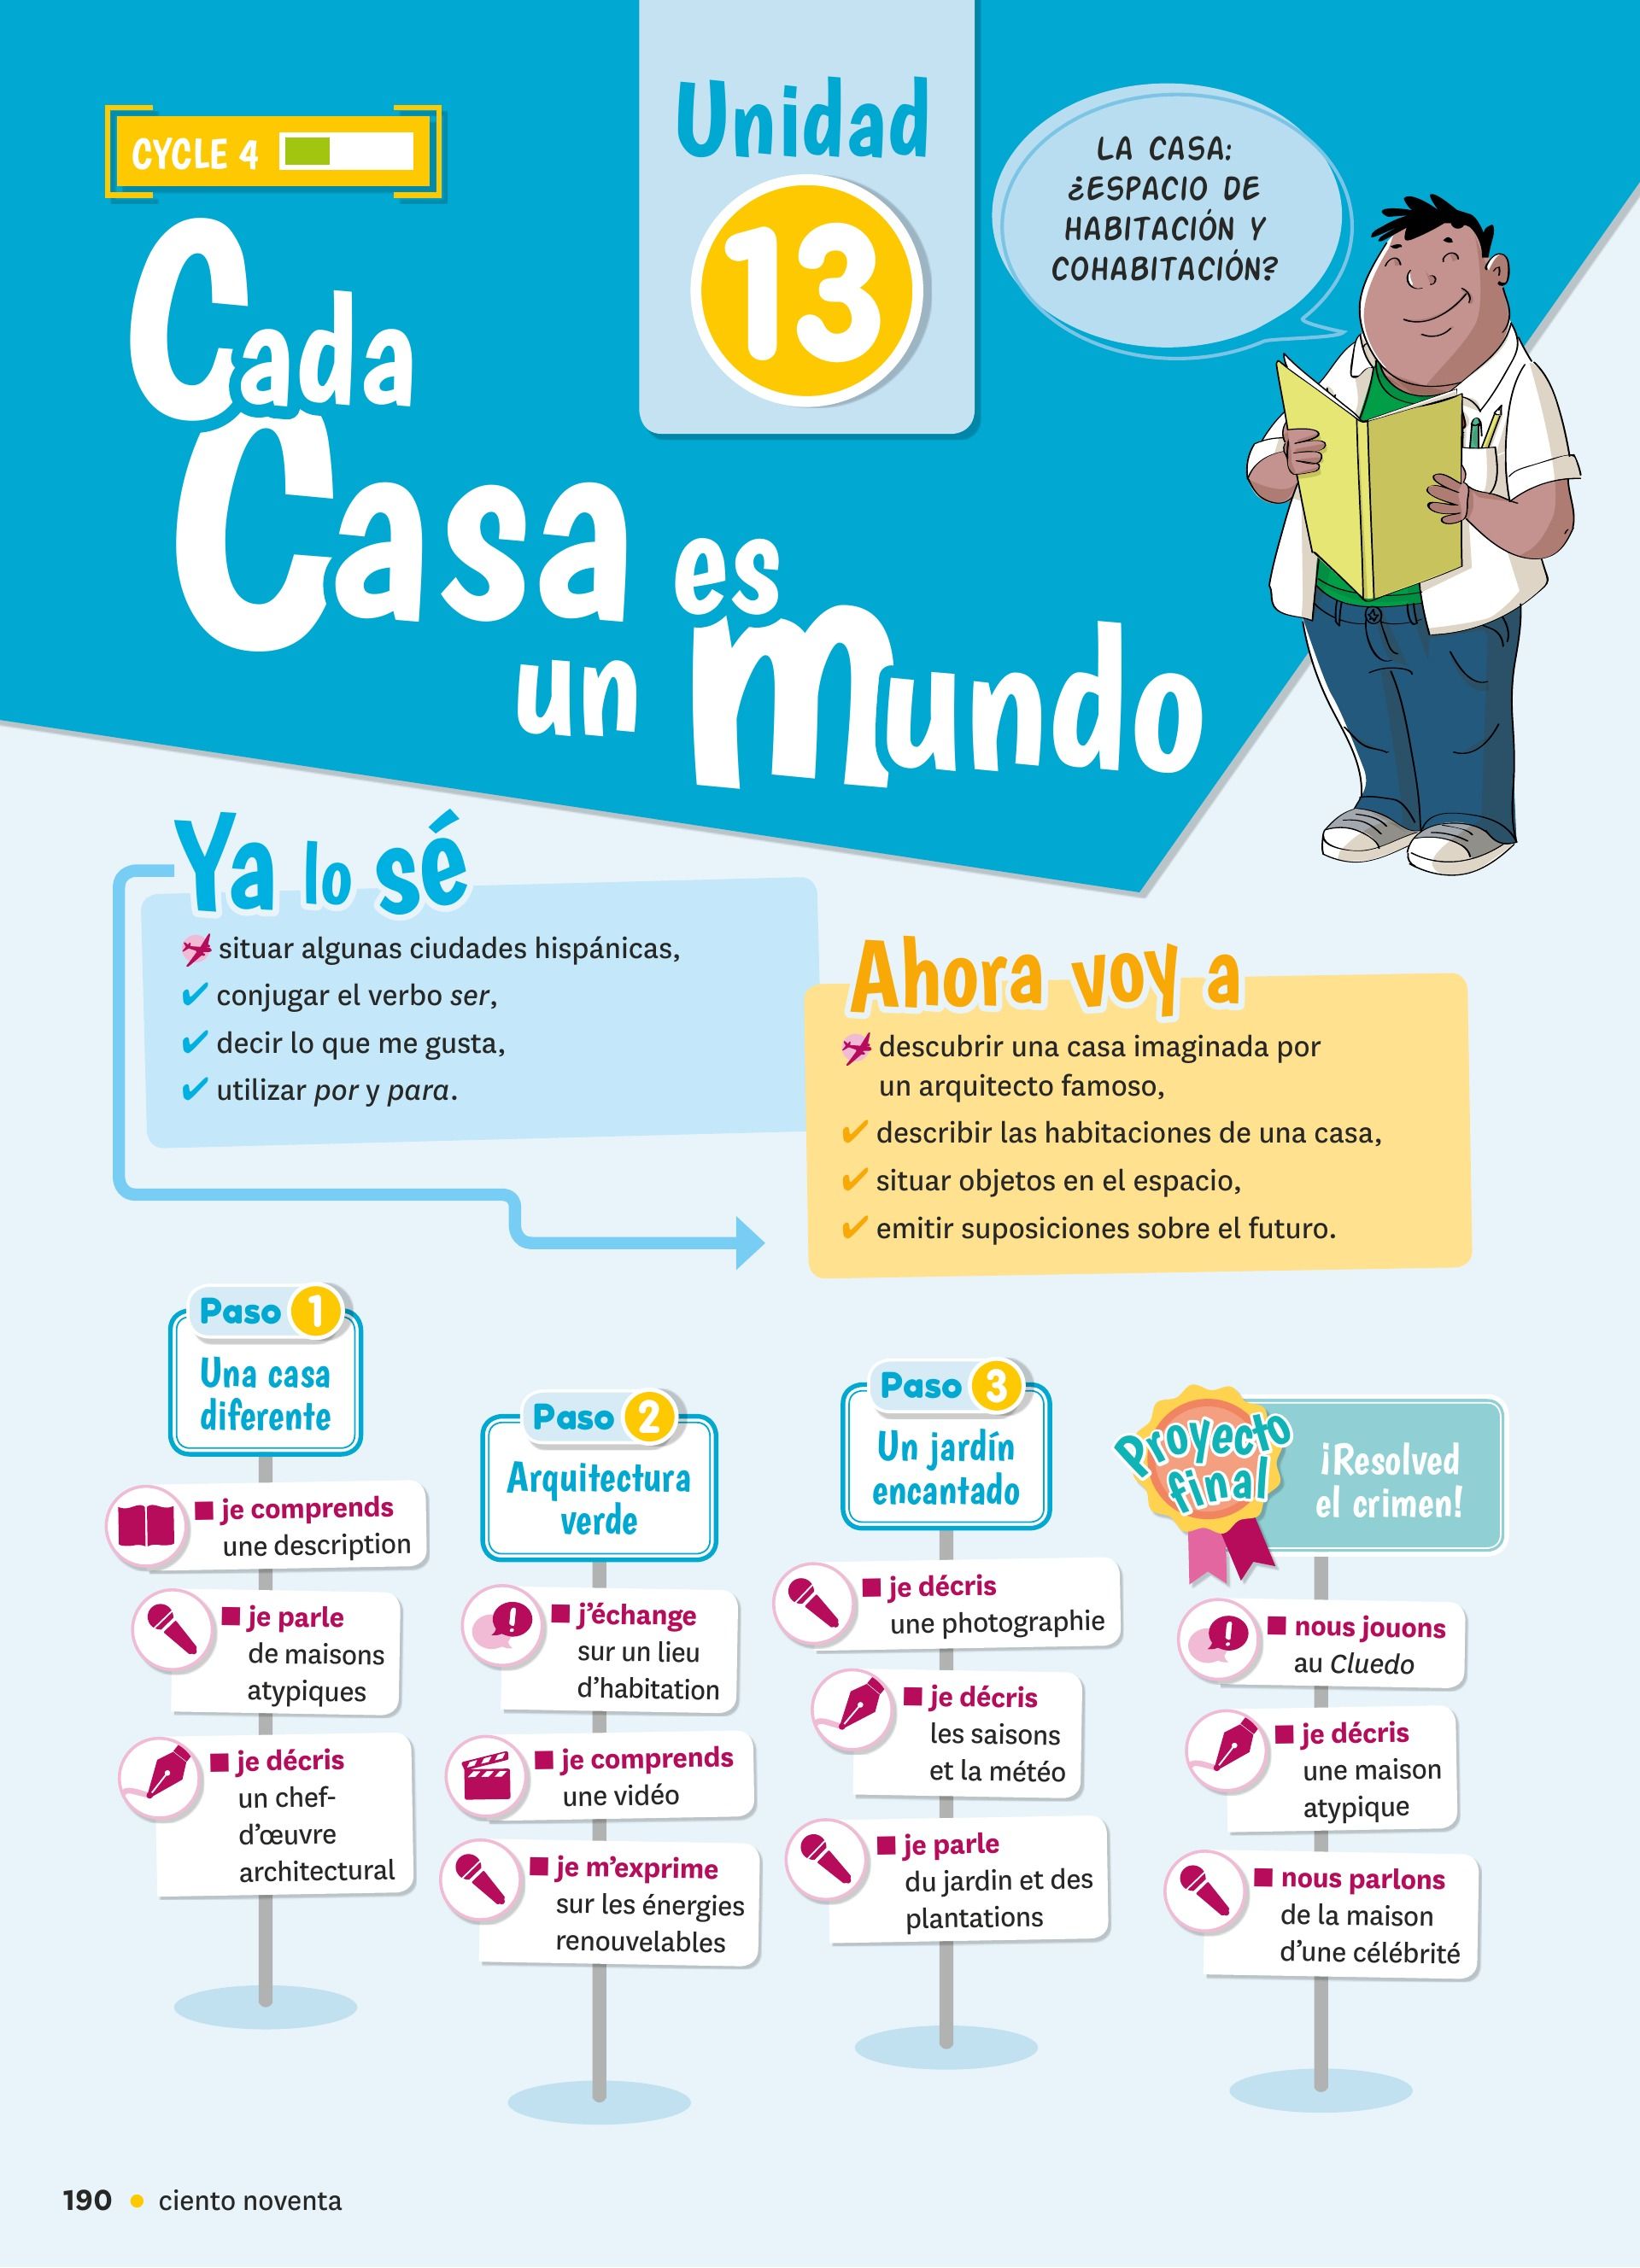 CYCLE 4
Unidad
13
LA CASA:
¿ESPACIO DE
HABITACIÓN Y
COHABITACIÓN?
Cada
Casa es
un mundo
Ya lo sé
situar algunas ciudades hispánicas,
✔ conjugar el verbo ser,
✔ decir lo que me gusta,
✔ utilizar por y para.
Ahora voy a
descubrir una casa imaginada por
un arquitecto famoso,
✔ describir las habitaciones de una casa,
✔ situar objetos en el espacio,
✔ emitir suposiciones sobre el futuro.
Paso 1
Una casa
diferente
■ je comprends
une description
■ je parle
de maisons
atypiques
■ je décris
un chef-
d'œuvre
architectural
Paso 2
Arquitectura
verde
■ j'échange
sur un lieu
d'habitation
■ je comprends
une vidéo
■ je m'exprime
sur les énergies
renouvelables
Paso 3
Un jardín
encantado
■ je décris
une photographie
■ je décris
les saisons
et la météo
■ je parle
du jardin et des
plantations
Proyecto
final
¡Resolved
el crimen!
■ nous jouons
au Cluedo
■ je décris
une maison
atypique
■ nous parlons
de la maison
d'une célébrité
190 • ciento noventa